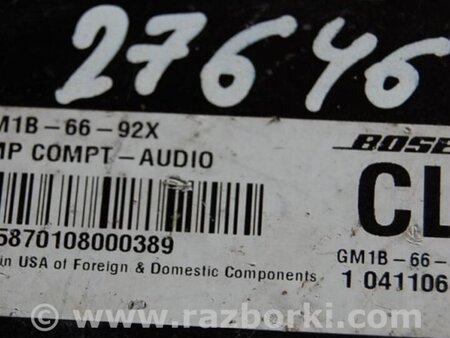 27646
M1B-66-92X
MP COMPT-AUDIO
BOSE
CL
5870108000389
in USA of Foreign & Domestic Components
GM1B-66-
1 041106
© www.razborki.com/